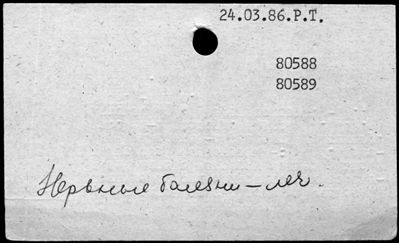 24.03.86.Р.Т.
80588
80589
Нервные болезни – леч.